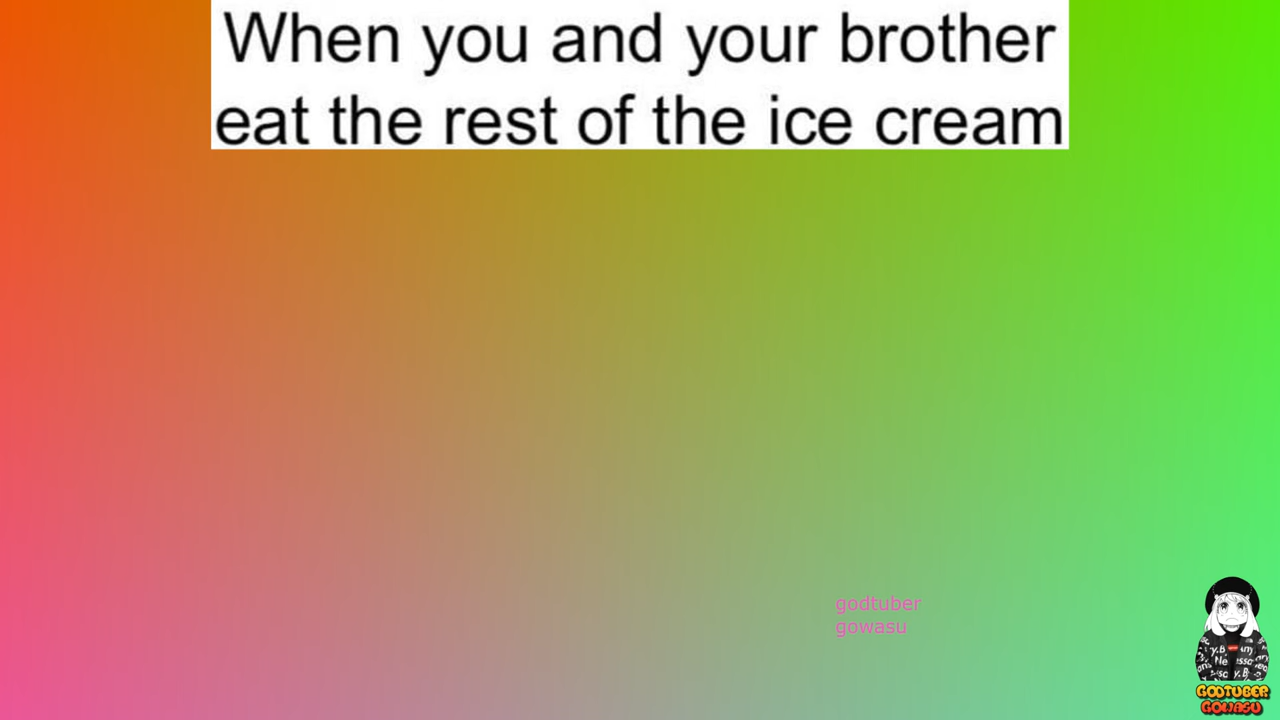 When you and your brother
eat the rest of the ice cream
godtuber
gowasu
GODTUBER
GOWASU